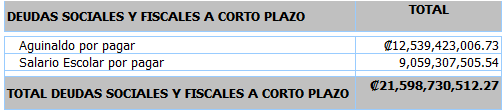 DEUDAS SOCIALES Y FISCALES A CORTO PLAZO TOTAL
Aguinaldo por pagar ₡12,539,423,006.73
Salario Escolar por pagar 9,059,307,505.54
TOTAL DEUDAS SOCIALES Y FISCALES A CORTO PLAZO ₡21,598,730,512.27